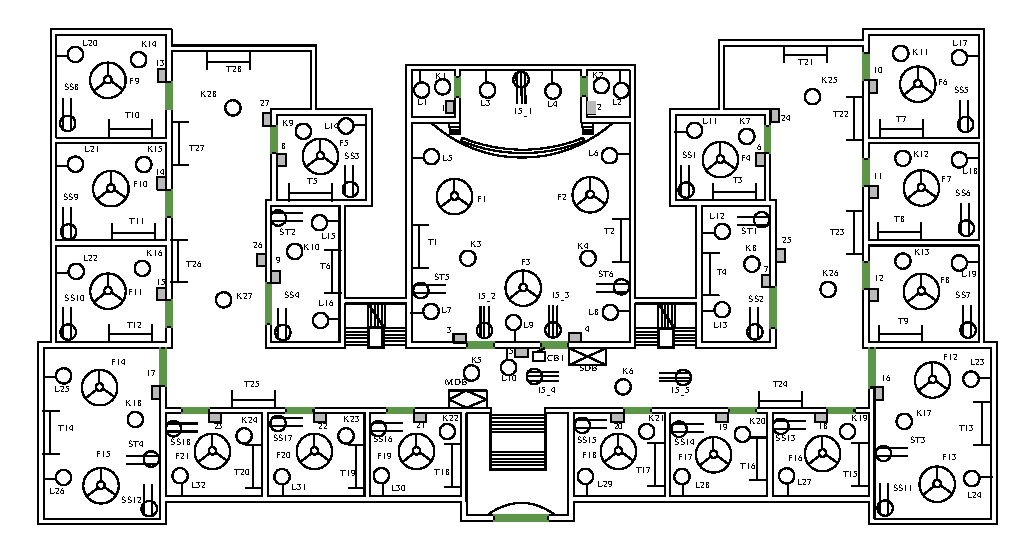 L20
K14
13
SS8
F9
T10
T28
K28
27
T27
K9
L14
F5
8
SS3
T5
L21
K15
14
SS9
F10
T11
L22
K16
SS10
F11
15
T12
T26
K27
26
ST2
L15
K10
9
T6
SS4
L16
K1
L1
1
L3
15_1
L4
K2
L2
2
L5
L6
F1
F2
T1
T2
K3
K4
F3
ST5
ST6
L7
15_2
15_3
L8
L9
3
4
T21
K25
T22
24
L11
K7
SS1
F4
6
T3
L12
ST1
K8
T4
7
SS2
L13
25
T23
K26
K11
L17
10
F6
SS5
T7
K12
L18
11
F7
SS6
T8
K13
L19
12
F8
SS7
T9
F14
17
L25
K18
T14
ST4
F15
L26
SS12
T25
MDB
K5
L10
5
CB1
SDB
15_4
K6
15_5
T24
F12
L23
16
K17
T13
ST3
F13
SS11
L24
23
K24
SS18
F21
T20
L32
22
K23
SS17
F20
T19
L31
21
K22
SS16
F19
T18
L30
20
K21
SS15
F18
T17
L29
19
K20
SS14
F17
T16
L28
18
K19
SS13
F16
T15
L27